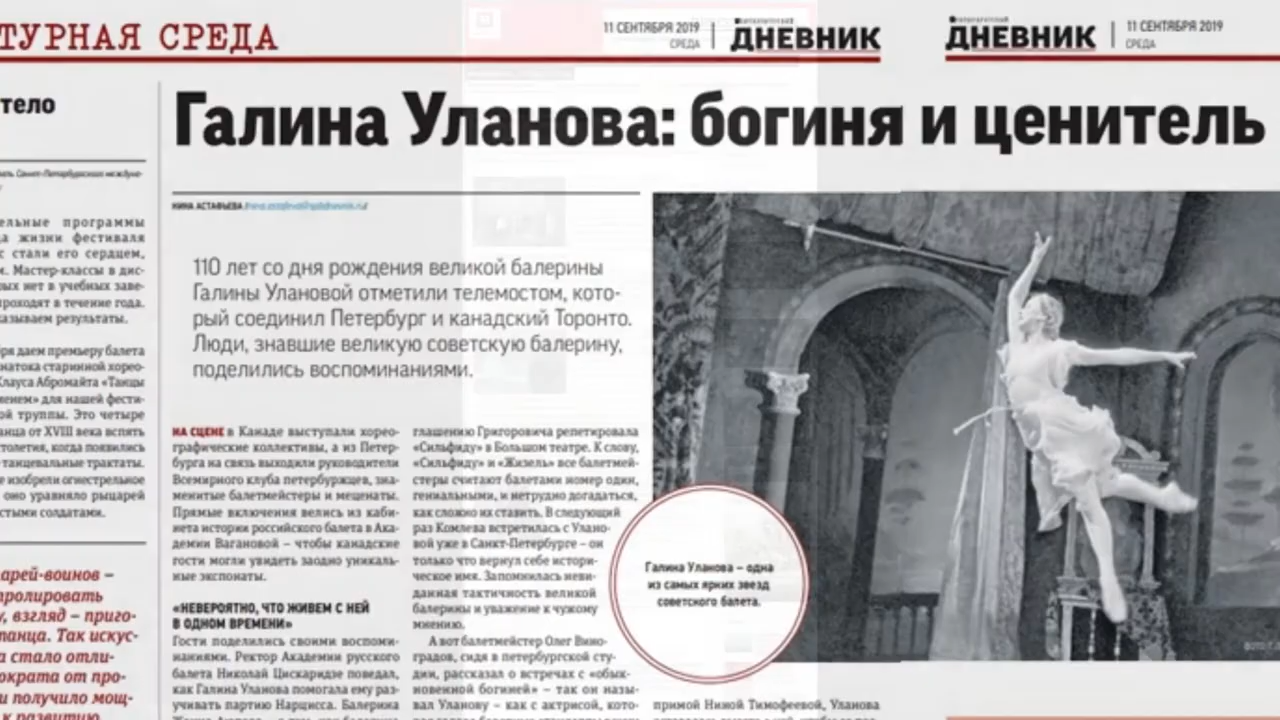 ТУРНАЯ СРЕДА
11 СЕНТЯБРЯ 2019
СРЕДА
ДНЕВНИК
ДНЕВНИК
11 СЕНТЯБРЯ 2019
СРЕДА
тело
ельные программы
а жизни фестиваля
с стали его сердцем,
и. Мастер-классы в дис-
рых нет в учебных заве-
проходят в течение года.
казываем результаты.
ря даем премьеру балета
натока старинной хорео-
Клауса Абромайта «Танцы
менем» для нашей фести-
ой труппы. Это четыре
анца от XVIII века вспять
толетия, когда появились
танцевальные трактаты.
е изобрели огнестрельное
оно уравняло рыцарей
стыми солдатами.
арей-воинов –
тролировать
у, взгляд – приго-
танца. Так искус-
а стало отли-
ократа от про-
и получило мощ-
к развитию
Галина Уланова: богиня и ценитель
НИНА АСТАФЬЕВА
110 лет со дня рождения великой балерины
Галины Улановой отметили телемостом, кото-
рый соединил Петербург и канадский Торонто.
Люди, знавшие великую советскую балерину,
поделились воспоминаниями.
НА СЦЕНЕ в Канаде выступали хорео-
графические коллективы, а из Петер-
бурга на связь выходили руководители
Всемирного клуба петербуржцев, зна-
менитые балетмейстеры и меценаты.
Прямые включения велись из каби-
нета истории российского балета в Ака-
демии Вагановой – чтобы канадские
гости могли увидеть заодно уникаль-
ные экспонаты.
«НЕВЕРОЯТНО, ЧТО ЖИВЕМ С НЕЙ
В ОДНОМ ВРЕМЕНИ»
Гости поделились своими воспоми-
наниями. Ректор Академии русского
балета Николай Цискаридзе поведал,
как Галина Уланова помогала ему раз-
учивать партию Нарцисса. Балерина
глашению Григоровича репетировала
«Сильфиду» в Большом театре. К слову,
«Сильфиду» и «Жизель» все балетмей-
стеры считают балетами номер один,
гениальными, и нетрудно догадаться,
как сложно их ставить. В следующий
раз Комлева встретилась с Улано-
вой уже в Санкт-Петербурге – он
только что вернул себе истори-
ческое имя. Запомнилась неви-
данная тактичность великой
балерины и уважение к чужому
мнению.
А вот балетмейстер Олег Вино-
градов, сидя в петербургской сту-
дии, рассказал о встречах с «обык-
новенной богиней» – так он назы-
вал Уланову – как с актрисой, кото-
Галина Уланова – одна
из самых ярких звезд
советского балета.
примой Ниной Тимофеевой, Уланова